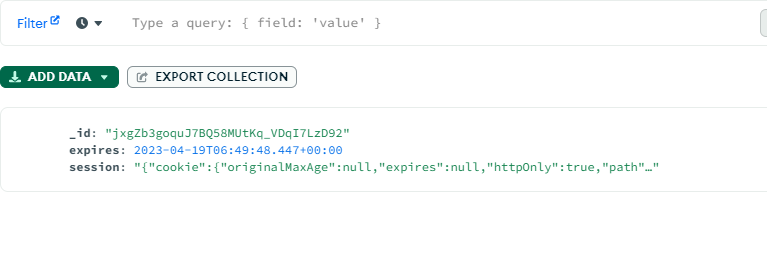 Filter
Type a query: { field: 'value' }
ADD DATA
EXPORT COLLECTION
_id: "jxgZb3goquJ7BQ58MUtKq_VDqI7LzD92"
expires: 2023-04-19T06:49:48.447+00:00
session: "{"cookie":{"originalMaxAge":null,"expires":null,"httpOnly":true,"path"…"